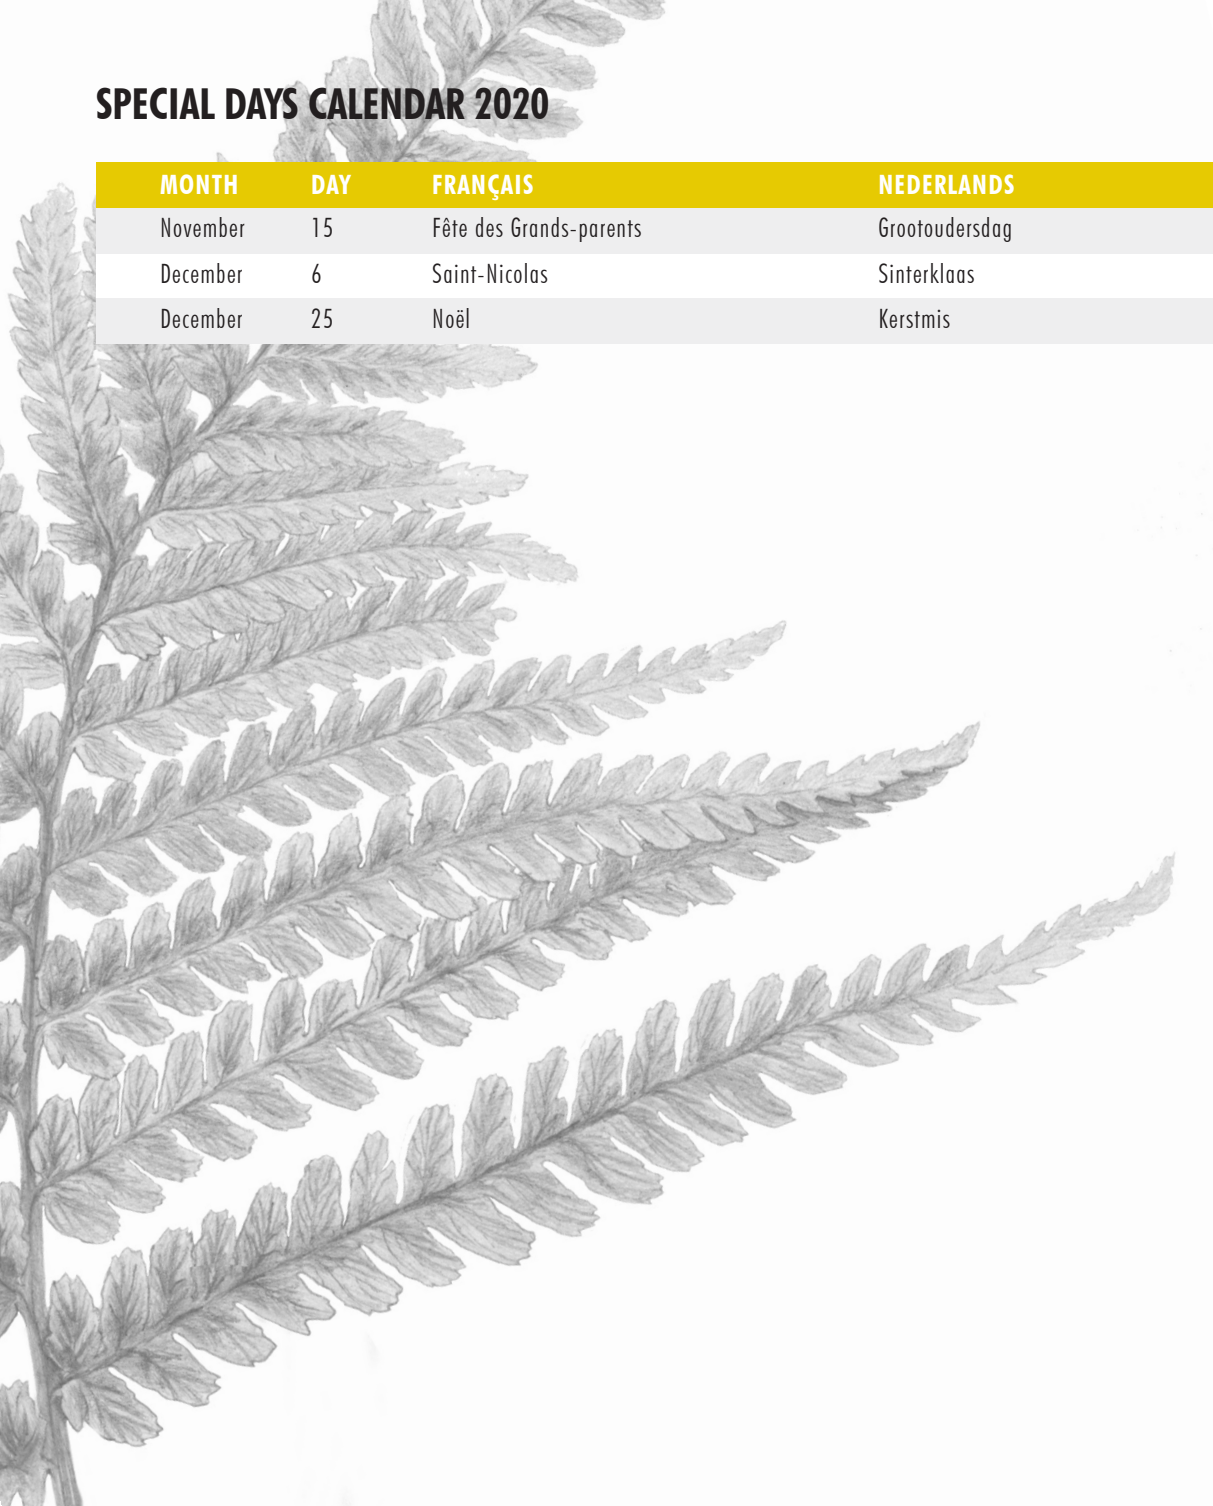 SPECIAL DAYS CALENDAR 2020
MONTH DAY FRANÇAIS NEDERLANDS
November 15 Fête des Grands-parents Grootoudersdag
December 6 Saint-Nicolas Sinterklaas
December 25 Noël Kerstmis